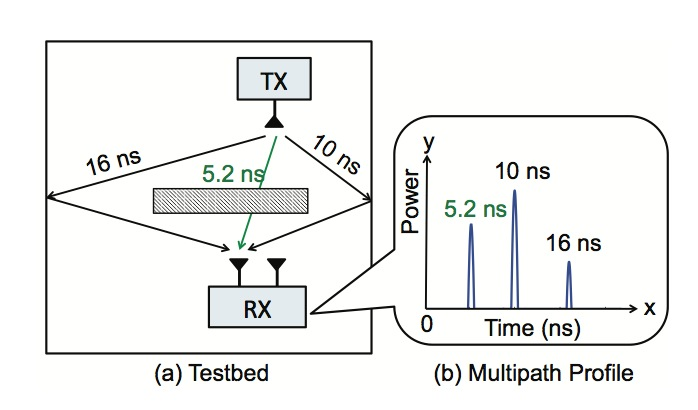 TX
16 ns
5.2 ns
10 ns
RX
(a) Testbed
y
Power
10 ns
5.2 ns
16 ns
0
Time (ns)
x
(b) Multipath Profile